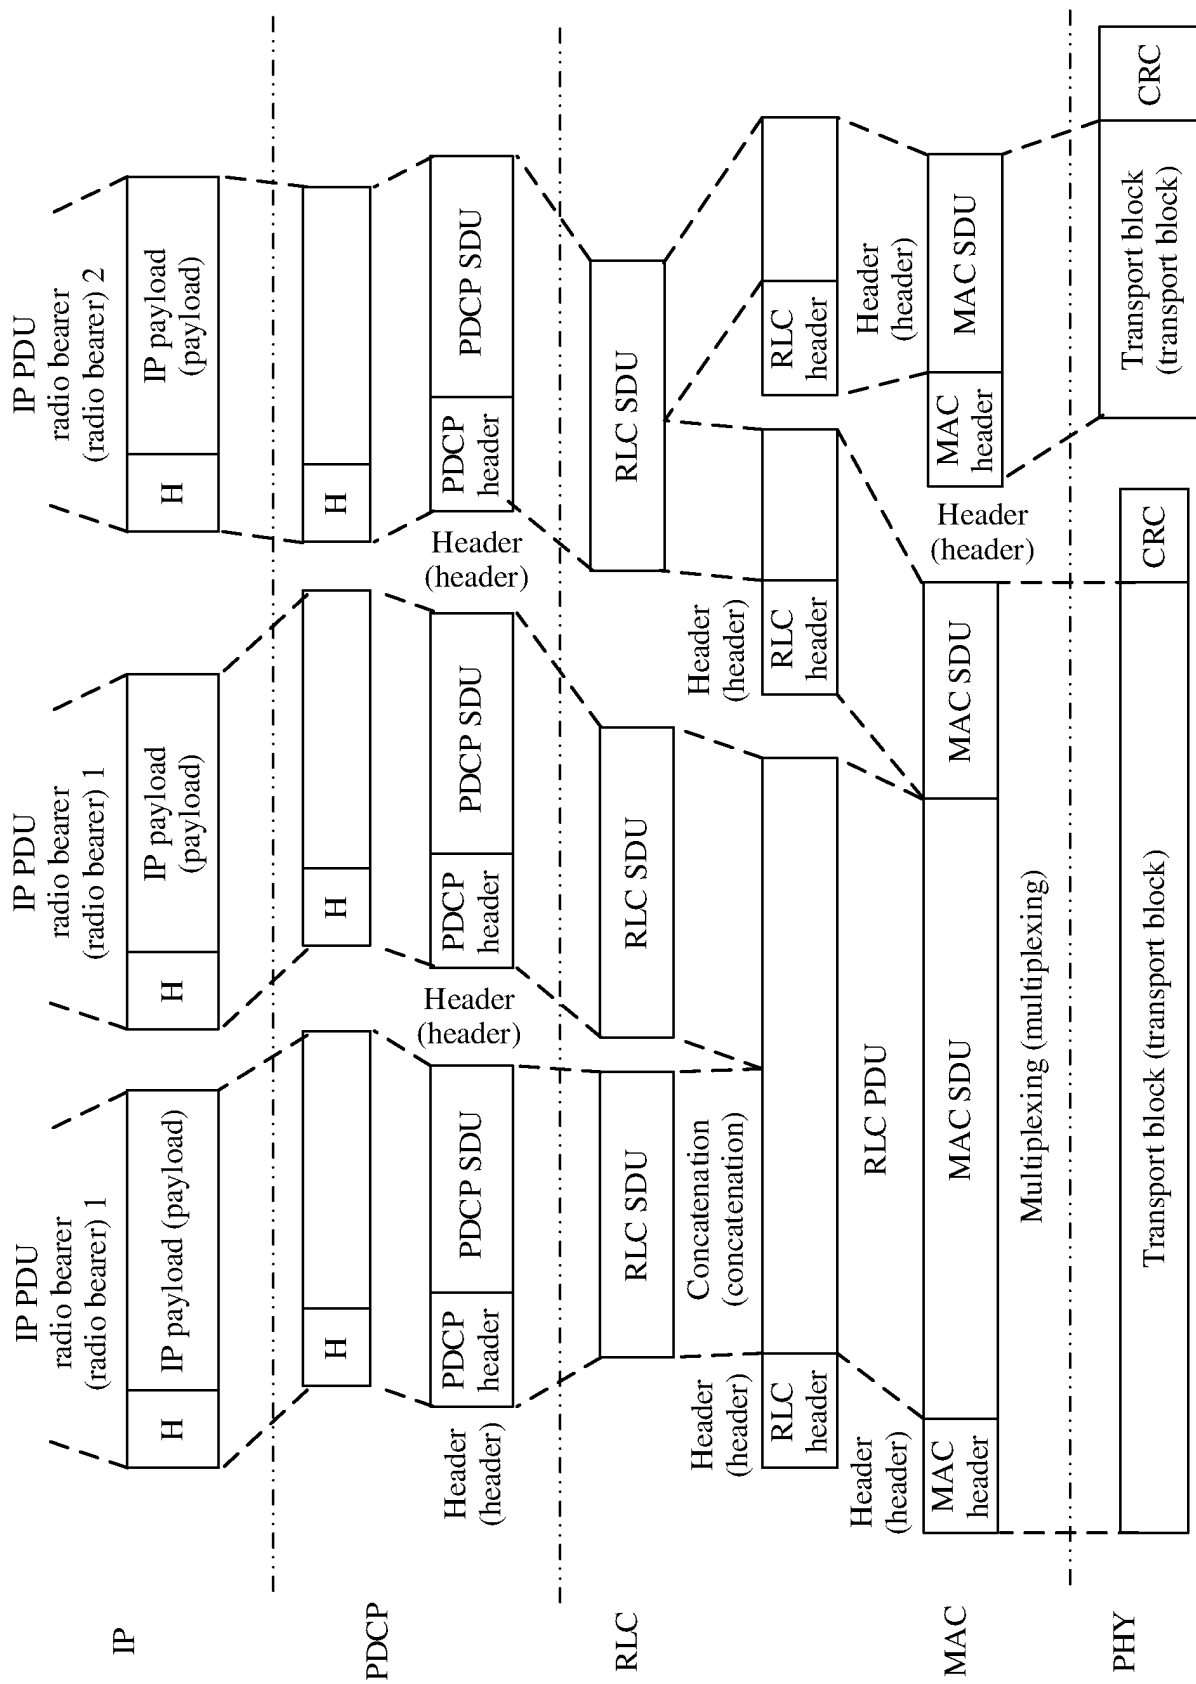 IP PDU
radio bearer
(radio bearer) 1
IP PDU
radio bearer
(radio bearer) 1
IP PDU
radio bearer
(radio bearer) 2
IP
H
IP payload (payload)
H
IP payload
(payload)
H
IP payload
(payload)
PDCP
H
H
H
Header
(header)
PDCP
header
PDCP SDU
Header
(header)
PDCP
header
PDCP SDU
Header
(header)
PDCP
header
PDCP SDU
RLC
RLC SDU
RLC SDU
RLC SDU
Header
(header)
Concatenation
(concatenation)
Header
(header)
RLC
header
RLC
header
RLC
header
Header
(header)
RLC PDU
Header
(header)
MAC
MAC
header
MAC SDU
MAC SDU
MAC
header
MAC SDU
Multiplexing (multiplexing)
Header
(header)
PHY
Transport block (transport block)
CRC
Transport block
(transport block)
CRC